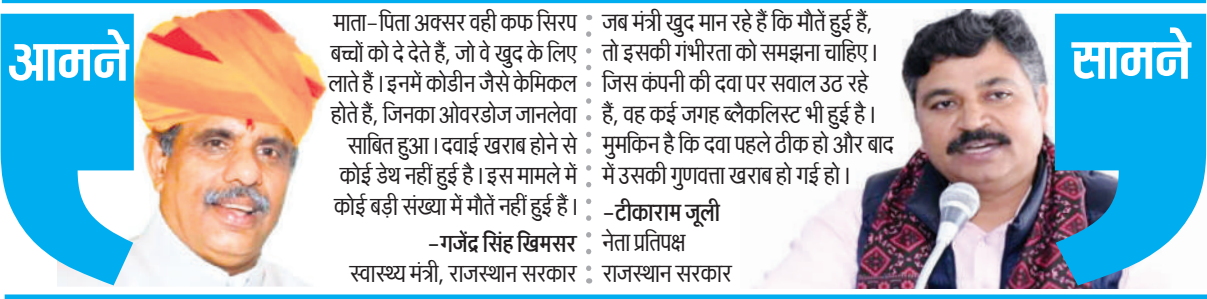 आमने
माता-पिता अक्सर वही कफ सिरप
बच्चों को दे देते हैं, जो वे खुद के लिए
लाते हैं। इनमें कोडीन जैसे केमिकल
होते हैं, जिनका ओवरडोज जानलेवा
साबित हुआ। दवाई खराब होने से
कोई डेथ नहीं हुई है। इस मामले में
कोई बड़ी संख्या में मौतें नहीं हुई हैं।
-गजेंद्र सिंह खिमसर
स्वास्थ्य मंत्री, राजस्थान सरकार
जब मंत्री खुद मान रहे हैं कि मौतें हुई हैं,
तो इसकी गंभीरता को समझना चाहिए।
जिस कंपनी की दवा पर सवाल उठ रहे
हैं, वह कई जगह ब्लैकलिस्ट भी हुई है।
मुमकिन है कि दवा पहले ठीक हो और बाद
में उसकी गुणवत्ता खराब हो गई हो।
-टीकाराम जूली
नेता प्रतिपक्ष
राजस्थान सरकार
सामने